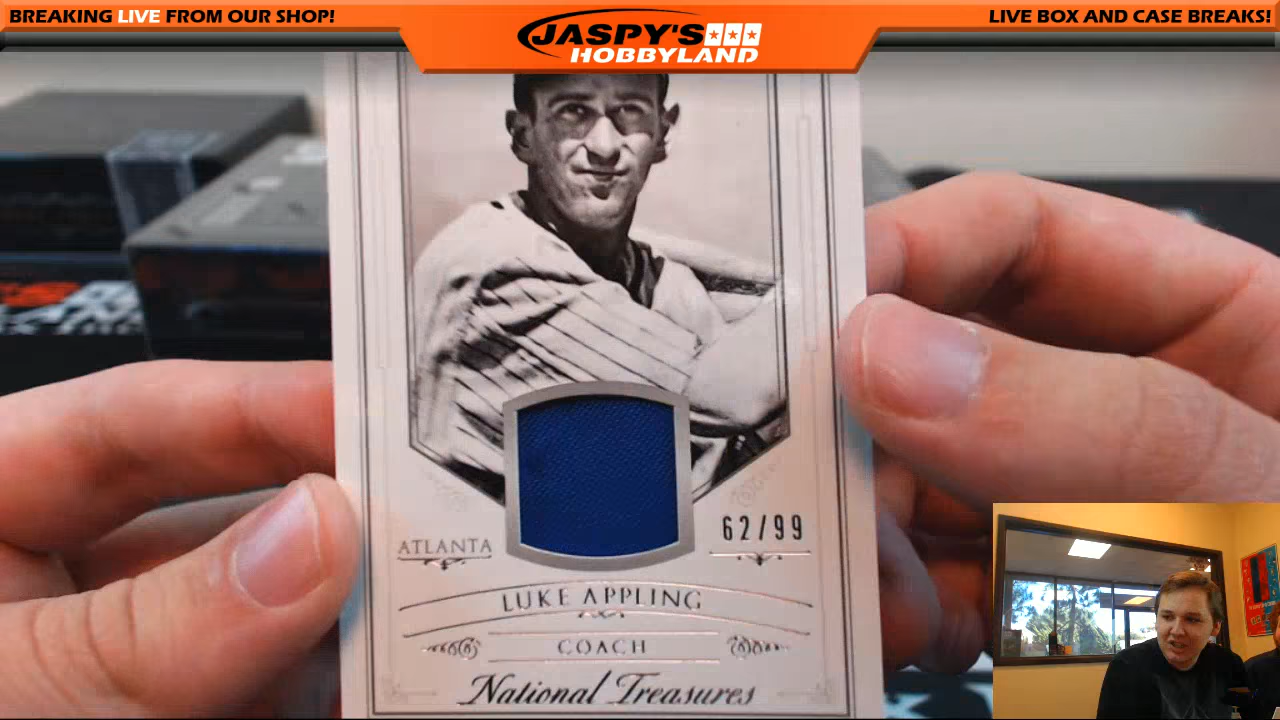 BREAKING LIVE FROM OUR SHOP!
JASPY'S
HOBBYLAND
LIVE BOX AND CASE BREAKS!
62/99
ATLANTA
LUKE APPLING
COACH
National Treasures